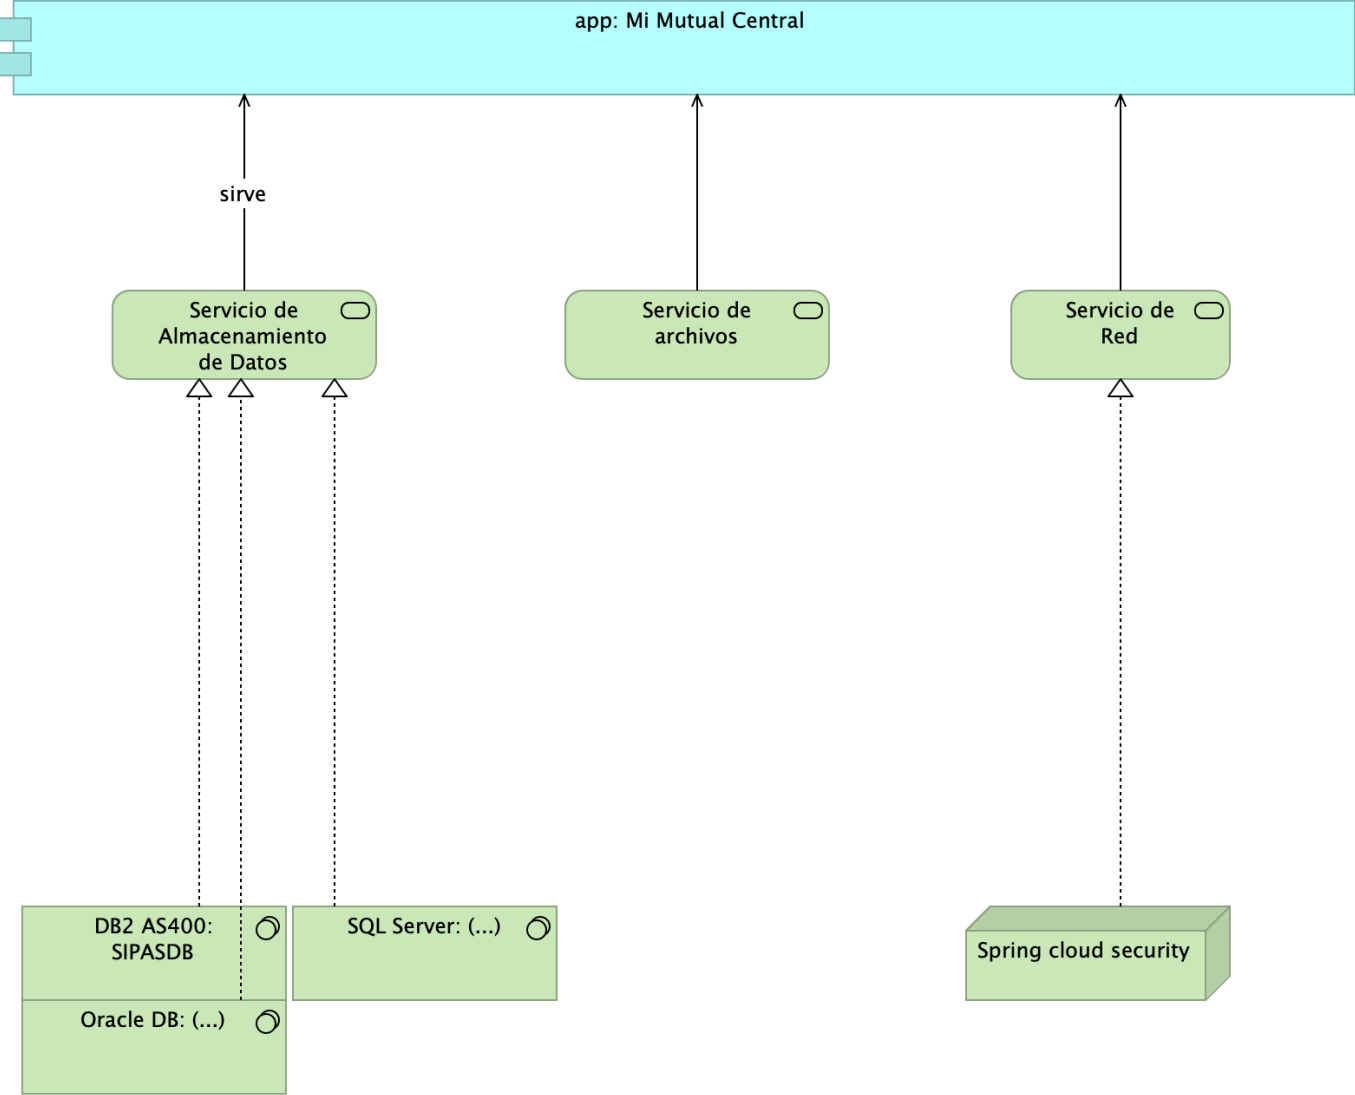 app: Mi Mutual Central
sirve
Servicio de
Almacenamiento
de Datos
Servicio de
archivos
Servicio de
Red
DB2 AS400:
SIPASDB
SQL Server: (...)
Spring cloud security
Oracle DB: (...)